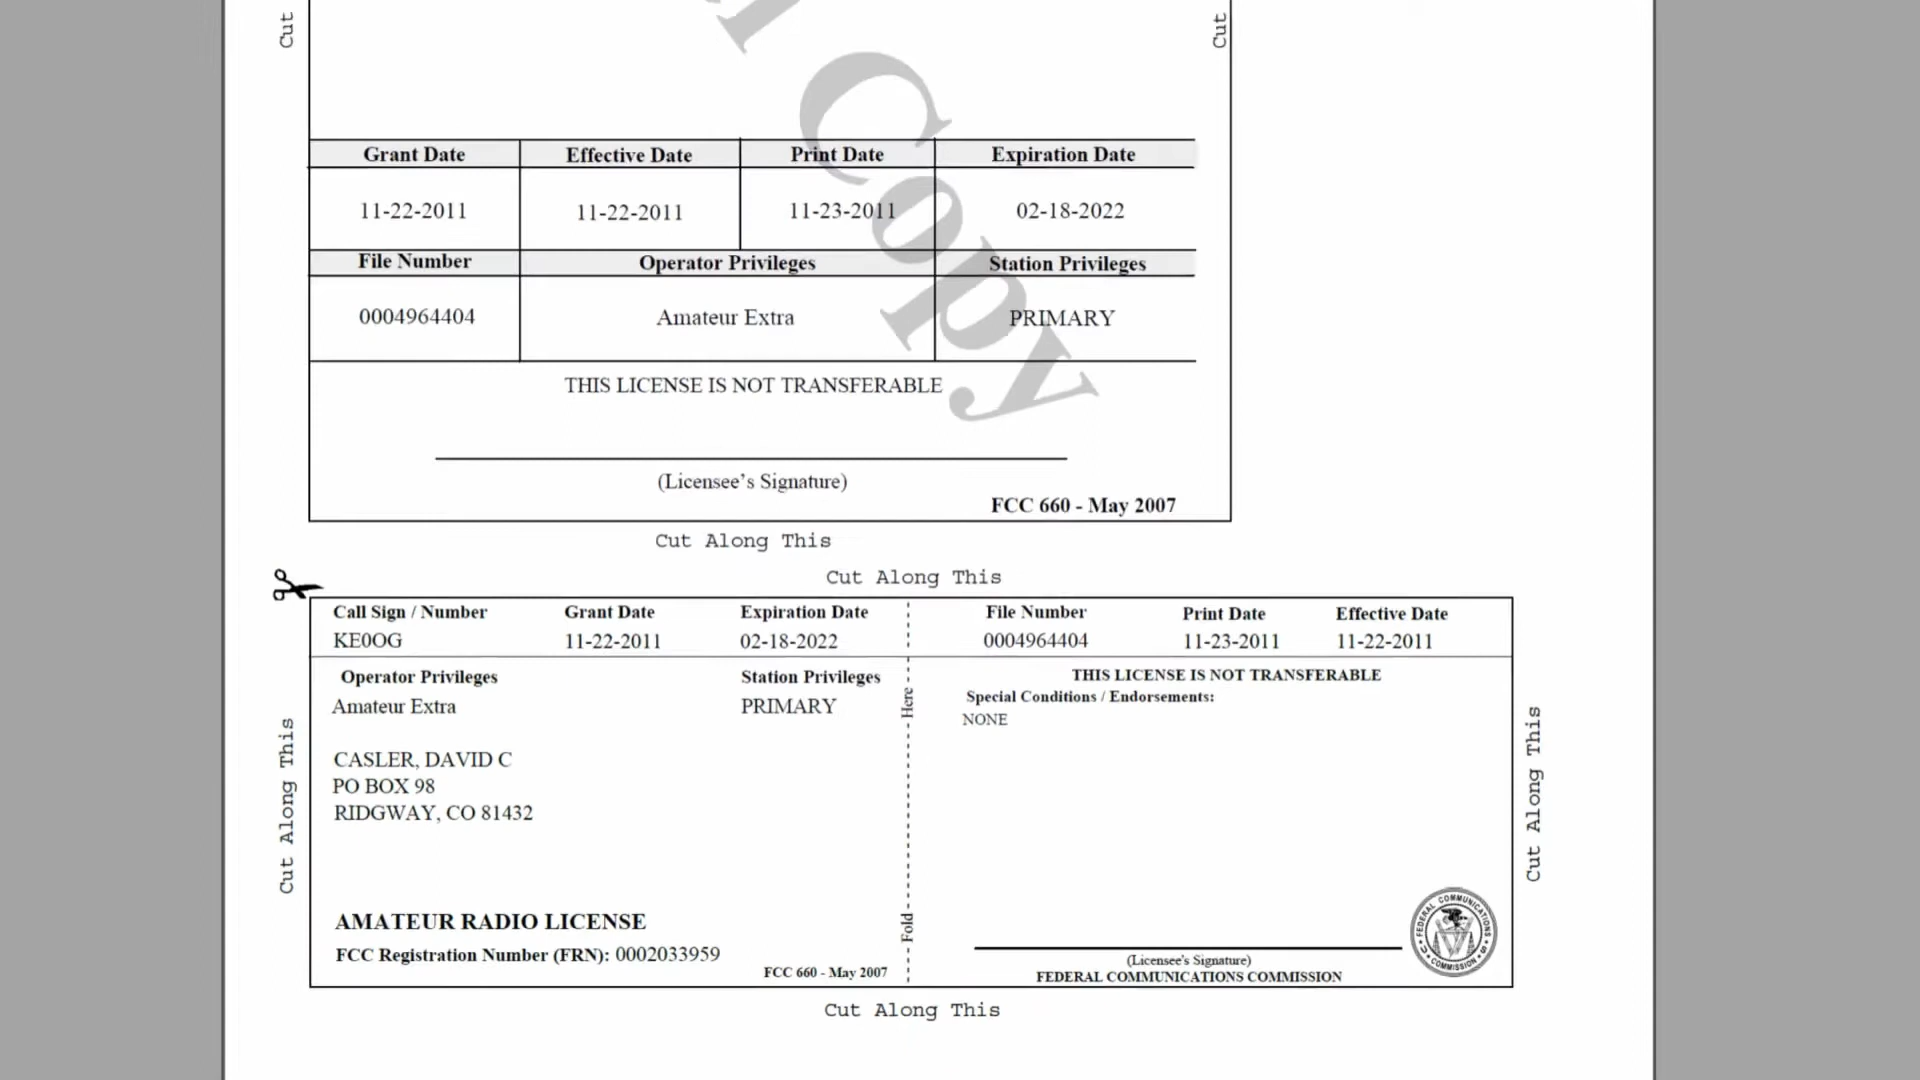 Cut
Cut
Copy
Grant Date Effective Date Print Date Expiration Date
11-22-2011 11-22-2011 11-23-2011 02-18-2022
File Number Operator Privileges Station Privileges
0004964404 Amateur Extra PRIMARY
THIS LICENSE IS NOT TRANSFERABLE
(Licensee’s Signature)
FCC 660 - May 2007
Cut Along This
Cut Along This
Call Sign / Number Grant Date Expiration Date File Number Print Date Effective Date
KE0OG 11-22-2011 02-18-2022 0004964404 11-23-2011 11-22-2011
Operator Privileges Station Privileges
Amateur Extra PRIMARY
CASLER, DAVID C
PO BOX 98
RIDGWAY, CO 81432
AMATEUR RADIO LICENSE
FCC Registration Number (FRN): 0002033959
FCC 660 - May 2007
Fold Here
THIS LICENSE IS NOT TRANSFERABLE
Special Conditions / Endorsements:
NONE
(Licensee’s Signature)
FEDERAL COMMUNICATIONS COMMISSION
FEDERAL COMMUNICATIONS COMMISSION
Cut Along This
Cut Along This
Cut Along This